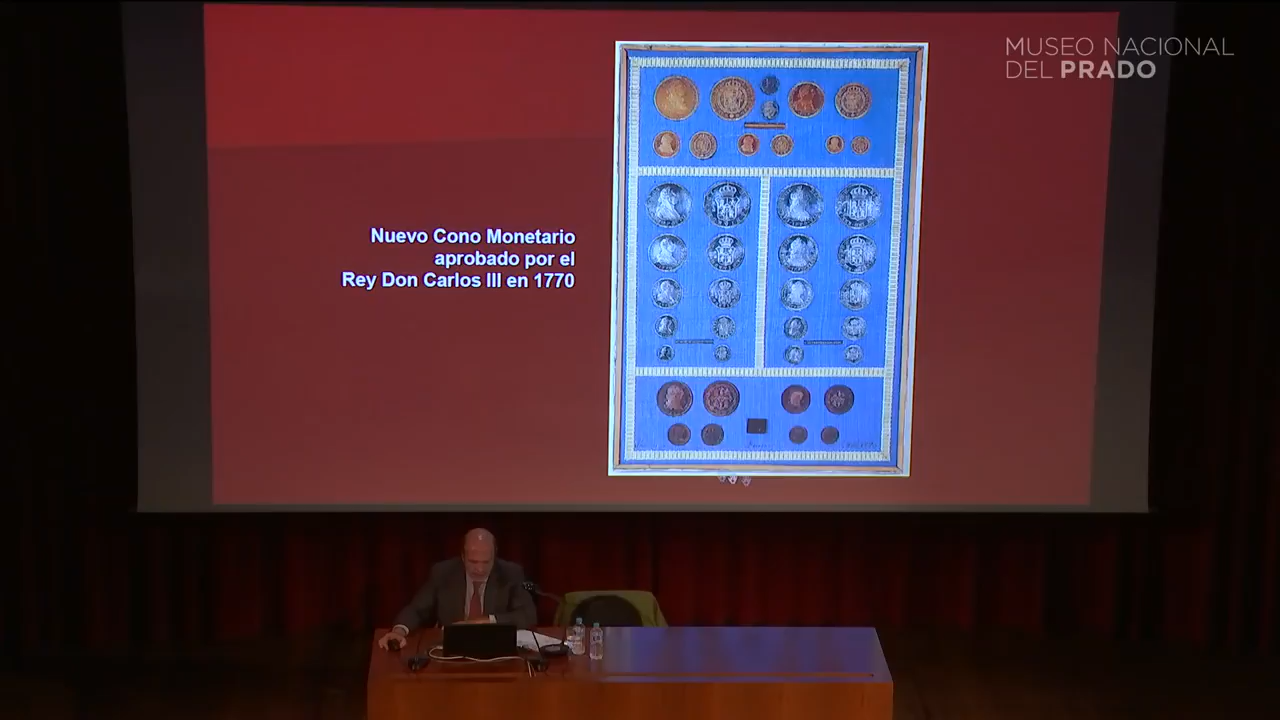 MUSEO NACIONAL
DEL PRADO
Nuevo Cono Monetario
aprobado por el
Rey Don Carlos III en 1770